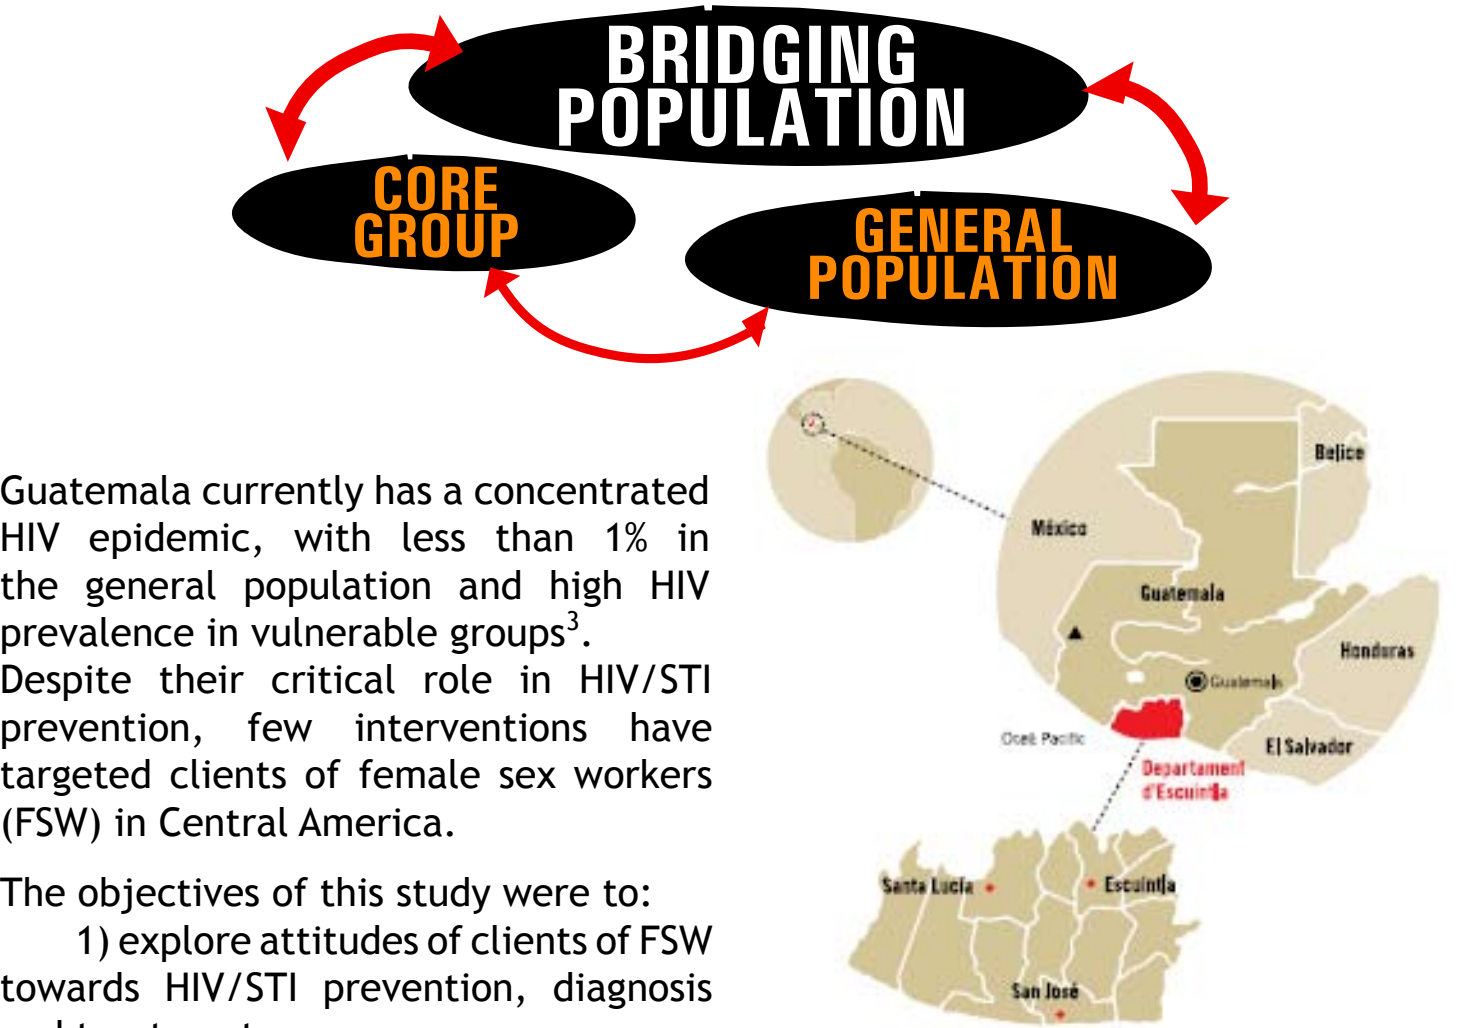 BRIDGING
POPULATION
CORE
GROUP
GENERAL
POPULATION
Guatemala currently has a concentrated
HIV epidemic, with less than 1% in
the general population and high HIV
prevalence in vulnerable groups³.
Despite their critical role in HIV/STI
prevention, few interventions have
targeted clients of female sex workers
(FSW) in Central America.
The objectives of this study were to:
1) explore attitudes of clients of FSW
towards HIV/STI prevention, diagnosis
Belice
México
Guatemala
Honduras
Guatemala
Oceà Pacífic
El Salvador
Departament
d'Escuintla
Santa Lucía
Escuintla
San José